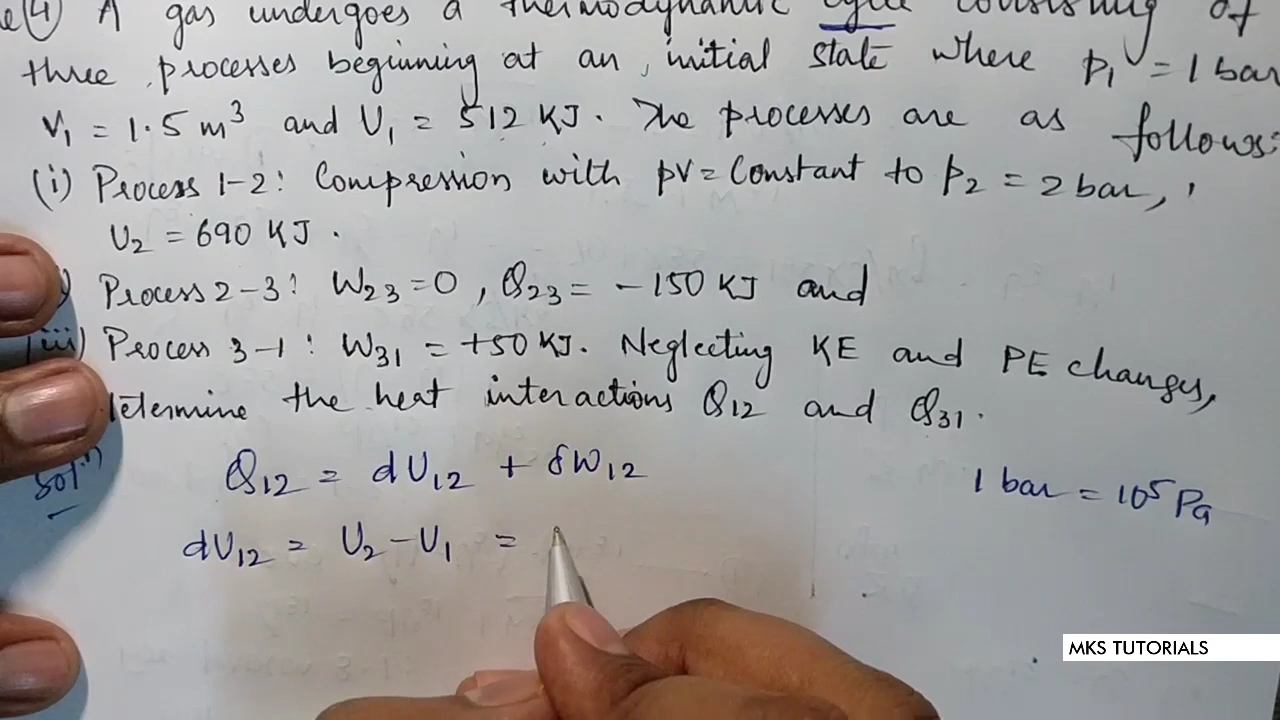 e 4) A gas undergoes a thermodynamic cycle consisting of
three processes beginning at an initial state where p₁ = 1 bar
V₁ = 1.5 m³ and U₁ = 512 KJ. The processes are as follows:
(i) Process 1-2: Compression with pV = Constant to p₂ = 2 bar,
U₂ = 690 KJ.
) Process 2-3: W₂₃ = 0, Q₂₃ = -150 KJ and
iii) Process 3-1: W₃₁ = +50 KJ. Neglecting KE and PE changes,
determine the heat interactions Q₁₂ and Q₃₁.
Solⁿ Q₁₂ = dU₁₂ + δW₁₂
1 bar = 10⁵ Pa
dU₁₂ = U₂ - U₁ =
MKS TUTORIALS